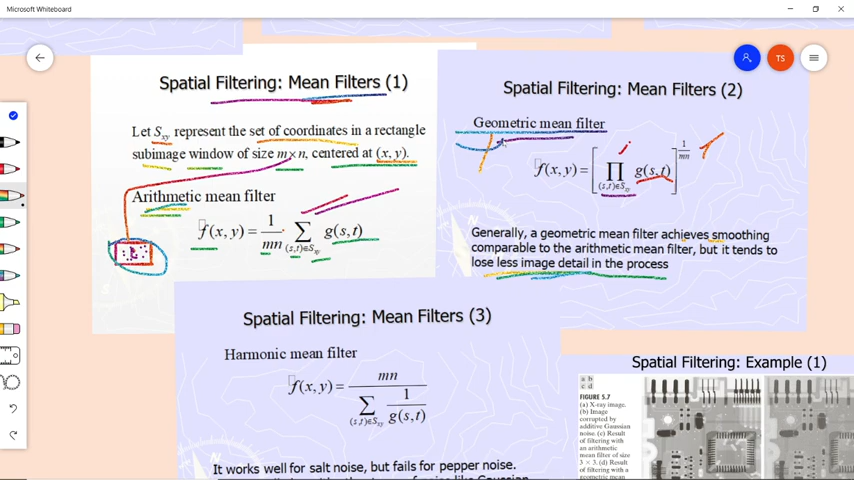 Microsoft Whiteboard
TS
Spatial Filtering: Mean Filters (1)
Let Sxy represent the set of coordinates in a rectangle
subimage window of size m×n, centered at (x, y).
Arithmetic mean filter
f(x, y) = 1/mn ∑ (s,t)∈Sxy g(s,t)
Spatial Filtering: Mean Filters (2)
Geometric mean filter
f(x, y) = [ ∏ (s,t)∈Sxy g(s,t) ] 1/mn
Generally, a geometric mean filter achieves smoothing
comparable to the arithmetic mean filter, but it tends to
lose less image detail in the process
Spatial Filtering: Mean Filters (3)
Harmonic mean filter
f(x, y) = mn / ∑ (s,t)∈Sxy 1/g(s,t)
It works well for salt noise, but fails for pepper noise.
Spatial Filtering: Example (1)
a b
c d
FIGURE 5.7
(a) X-ray image.
(b) Image
corrupted by
additive Gaussian
noise. (c) Result
of filtering with
an arithmetic
mean filter of size
3 × 3. (d) Result
of filtering with a
geometric mean